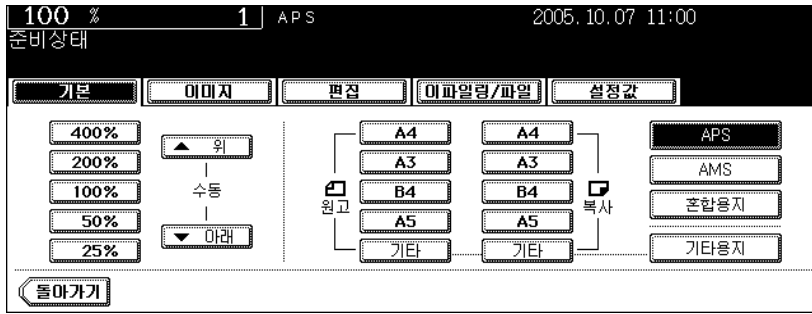 100 % 1 APS 2005.10.07 11:00
준비상태
기본 이미지 편집 이파일링/파일 설정값
400% ▲ 위 A4 A4 APS
200% A3 A3 AMS
100% 수동 원고 B4 B4 복사 혼합용지
50% ▼ 아래 A5 A5
25% 기타 기타 기타용지
돌아가기